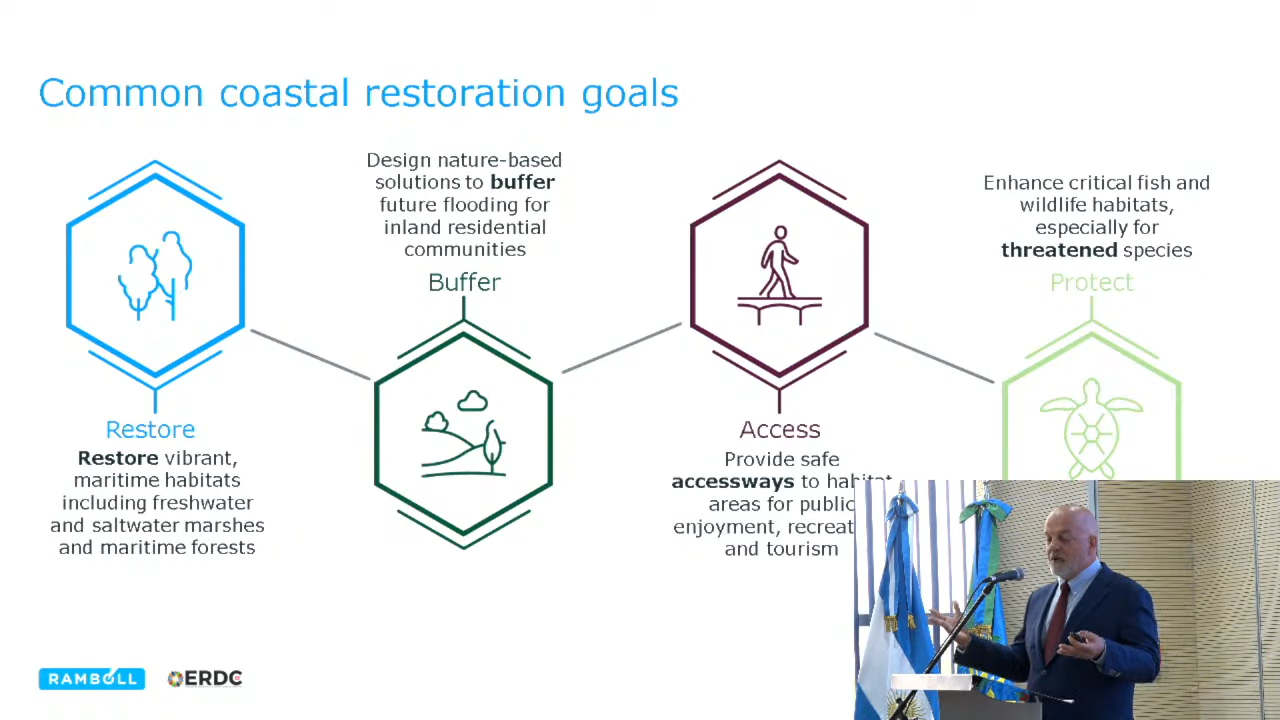 Common coastal restoration goals
Restore
Restore vibrant,
maritime habitats
including freshwater
and saltwater marshes
and maritime forests
Design nature-based
solutions to buffer
future flooding for
inland residential
communities
Buffer
Access
Provide safe
accessways to habitat
areas for public
enjoyment,
and tourism
Enhance critical fish and
wildlife habitats,
especially for
threatened species
Protect
RAMBOLL
ERDC